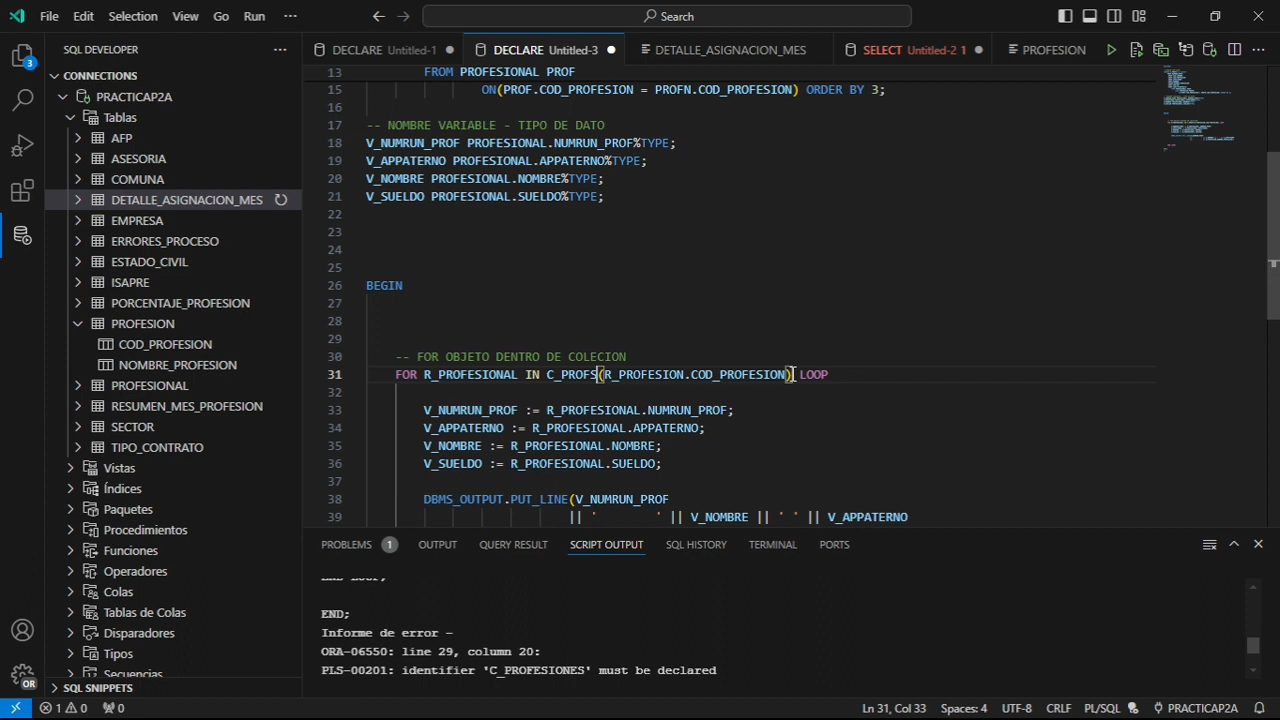 File Edit Selection View Go Run ··· Search
SQL DEVELOPER ···
DECLARE Untitled-1
DECLARE Untitled-3
DETALLE_ASIGNACION_MES
SELECT Untitled-2 1
PROFESION
CONNECTIONS
PRACTICAP2A
Tablas
AFP
ASESORIA
COMUNA
DETALLE_ASIGNACION_MES
EMPRESA
ERRORES_PROCESO
ESTADO_CIVIL
ISAPRE
PORCENTAJE_PROFESION
PROFESION
COD_PROFESION
NOMBRE_PROFESION
PROFESIONAL
RESUMEN_MES_PROFESION
SECTOR
TIPO_CONTRATO
Vistas
Índices
Paquetes
Procedimientos
Funciones
Operadores
Colas
Tablas de Colas
Disparadores
Tipos
Secuencias
SQL SNIPPETS
3
OR
13 FROM PROFESIONAL PROF
15 ON(PROF.COD_PROFESION = PROFN.COD_PROFESION) ORDER BY 3;
16
17 -- NOMBRE VARIABLE - TIPO DE DATO
18 V_NUMRUN_PROF PROFESIONAL.NUMRUN_PROF%TYPE;
19 V_APPATERNO PROFESIONAL.APPATERNO%TYPE;
20 V_NOMBRE PROFESIONAL.NOMBRE%TYPE;
21 V_SUELDO PROFESIONAL.SUELDO%TYPE;
22
23
24
25
26 BEGIN
27
28
29
30 -- FOR OBJETO DENTRO DE COLECION
31 FOR R_PROFESIONAL IN C_PROFS(R_PROFESION.COD_PROFESION) LOOP
32
33 V_NUMRUN_PROF := R_PROFESIONAL.NUMRUN_PROF;
34 V_APPATERNO := R_PROFESIONAL.APPATERNO;
35 V_NOMBRE := R_PROFESIONAL.NOMBRE;
36 V_SUELDO := R_PROFESIONAL.SUELDO;
37
38 DBMS_OUTPUT.PUT_LINE(V_NUMRUN_PROF
39 || '        ' || V_NOMBRE || ' ' || V_APPATERNO
PROBLEMS 1 OUTPUT QUERY RESULT SCRIPT OUTPUT SQL HISTORY TERMINAL PORTS
END;
Informe de error -
ORA-06550: line 29, column 20:
PLS-00201: identifier 'C_PROFESIONES' must be declared
1 0 0 Ln 31, Col 33 Spaces: 4 UTF-8 CRLF PL/SQL PRACTICAP2A